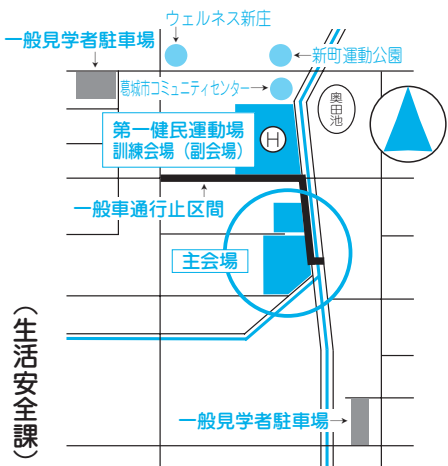 ウェルネス新庄
一般見学者駐車場
新町運動公園
葛城市コミュニティセンター
奥田池
第一健民運動場
訓練会場（副会場）
H
一般車通行止区間
主会場
（生活安全課）
一般見学者駐車場